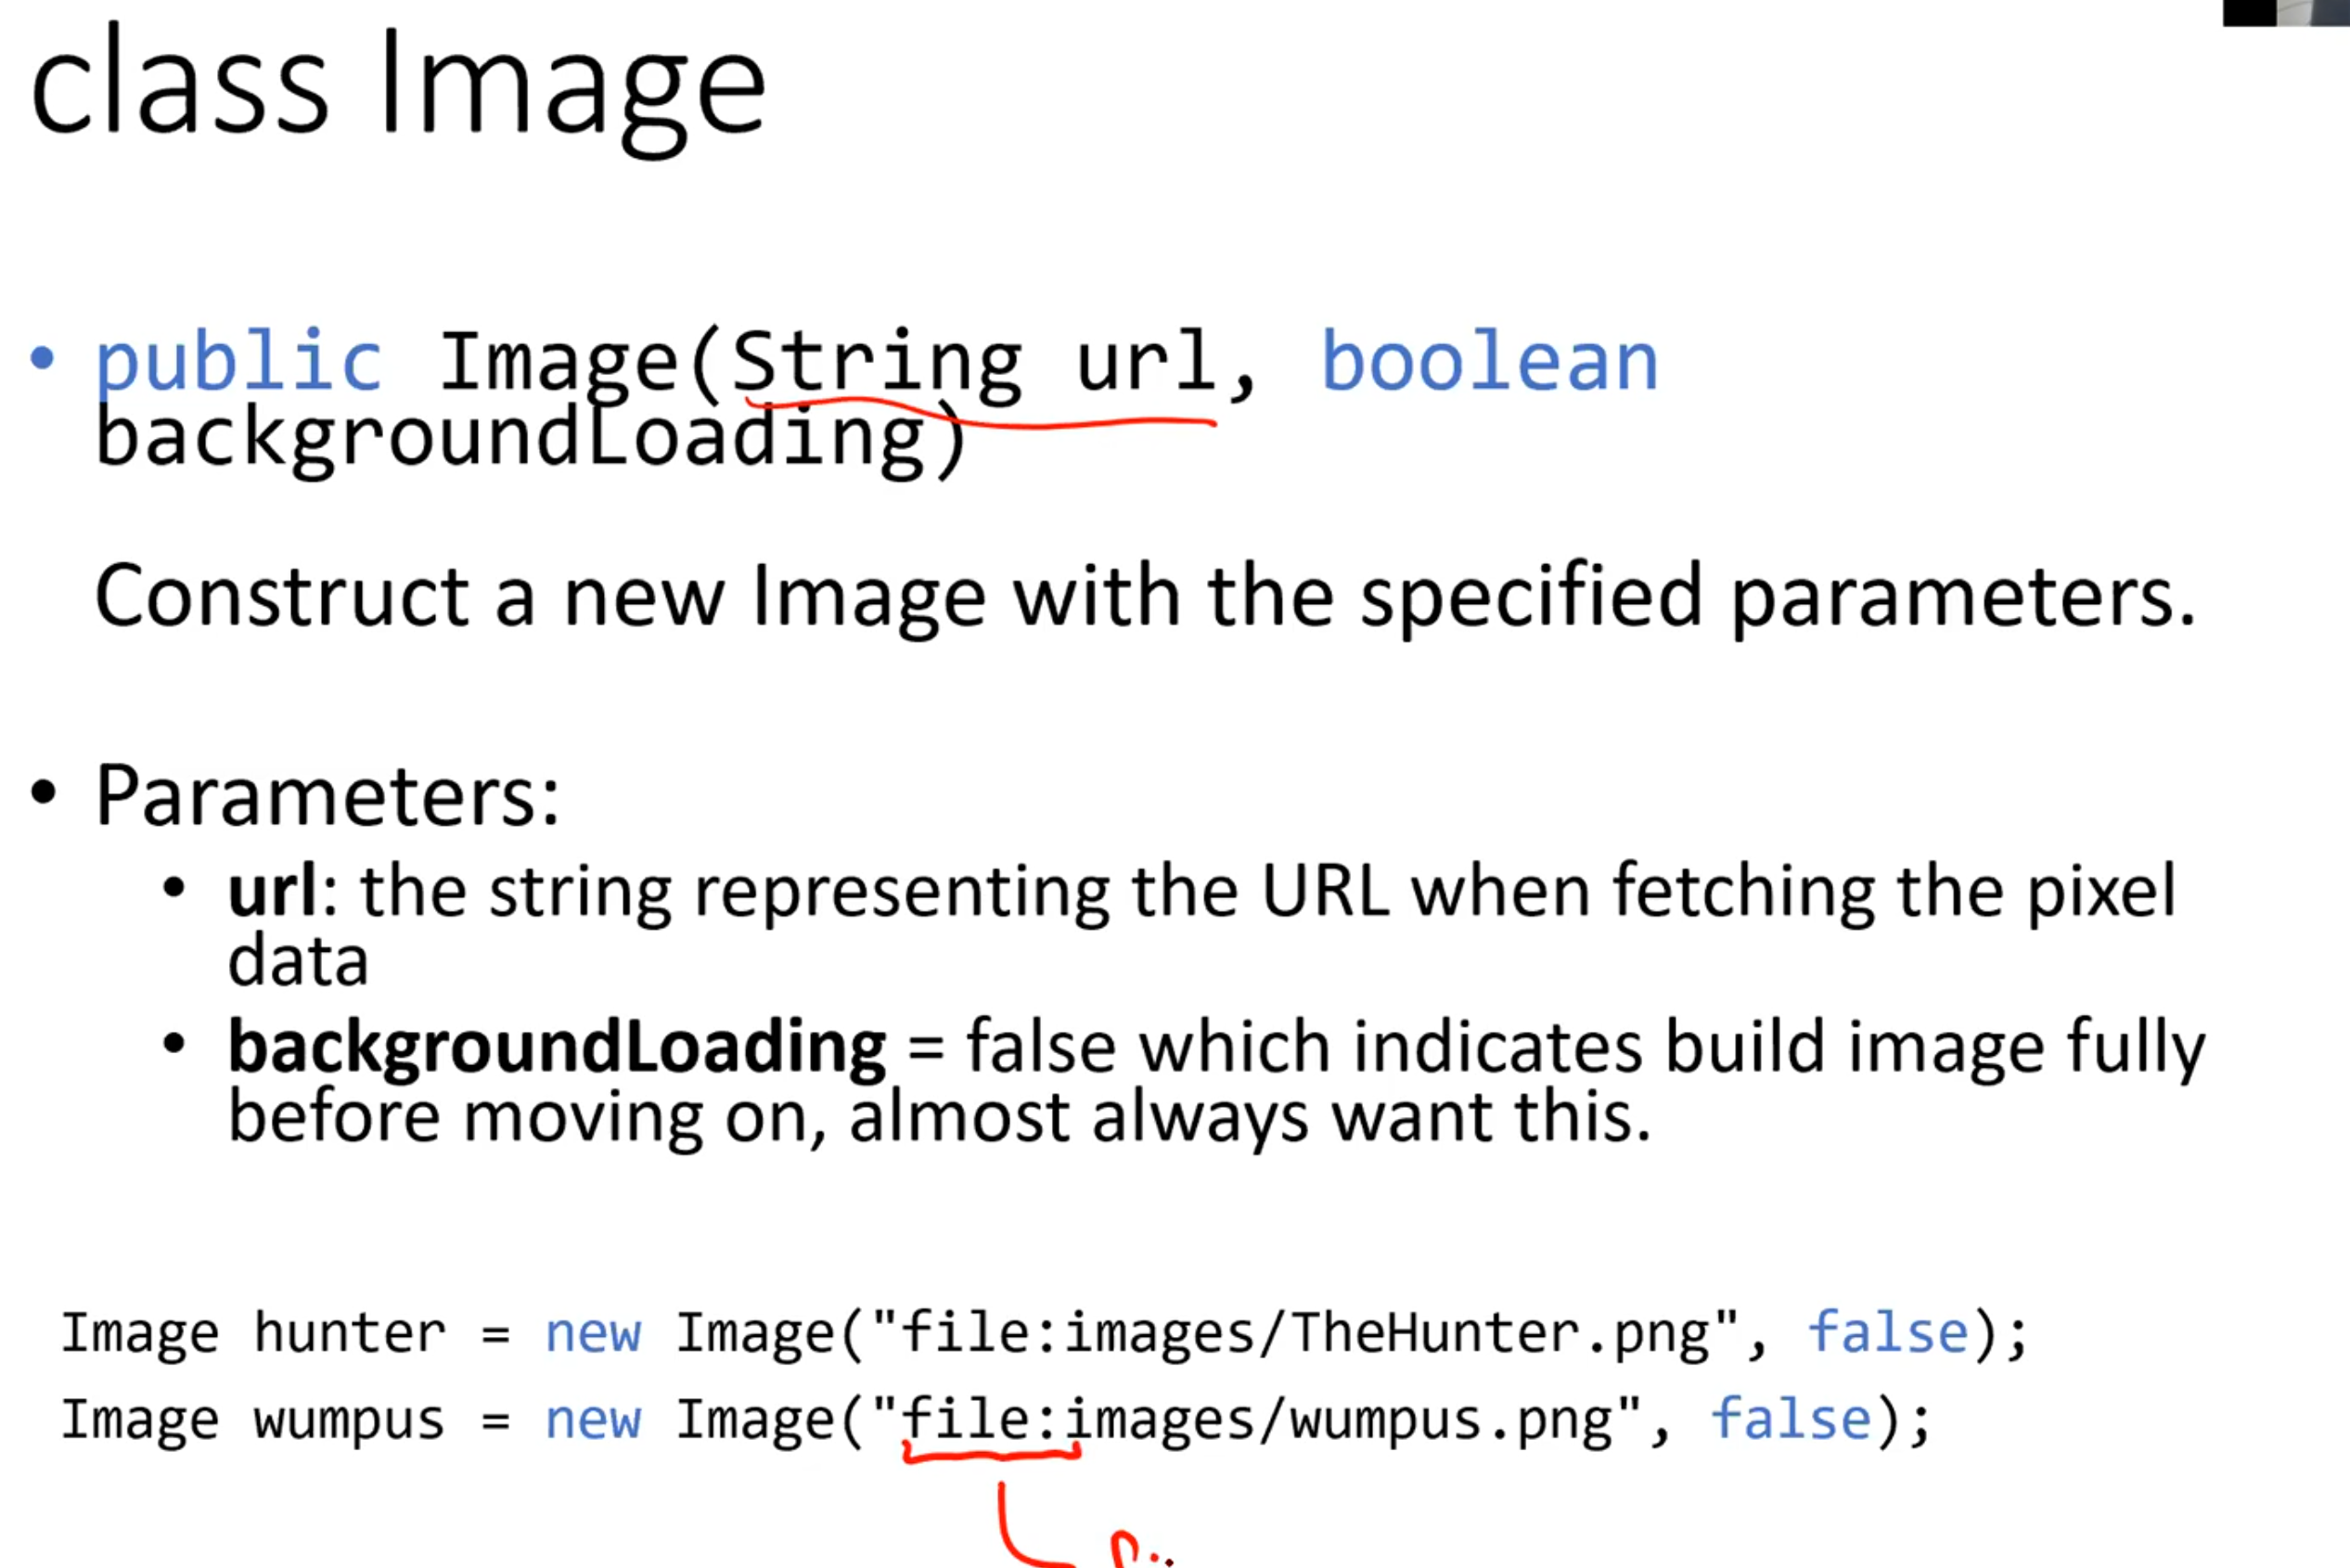 class Image
• public Image(String url, boolean
backgroundLoading)
Construct a new Image with the specified parameters.
• Parameters:
• url: the string representing the URL when fetching the pixel
data
• backgroundLoading = false which indicates build image fully
before moving on, almost always want this.
Image hunter = new Image("file:images/TheHunter.png", false);
Image wumpus = new Image("file:images/wumpus.png", false);